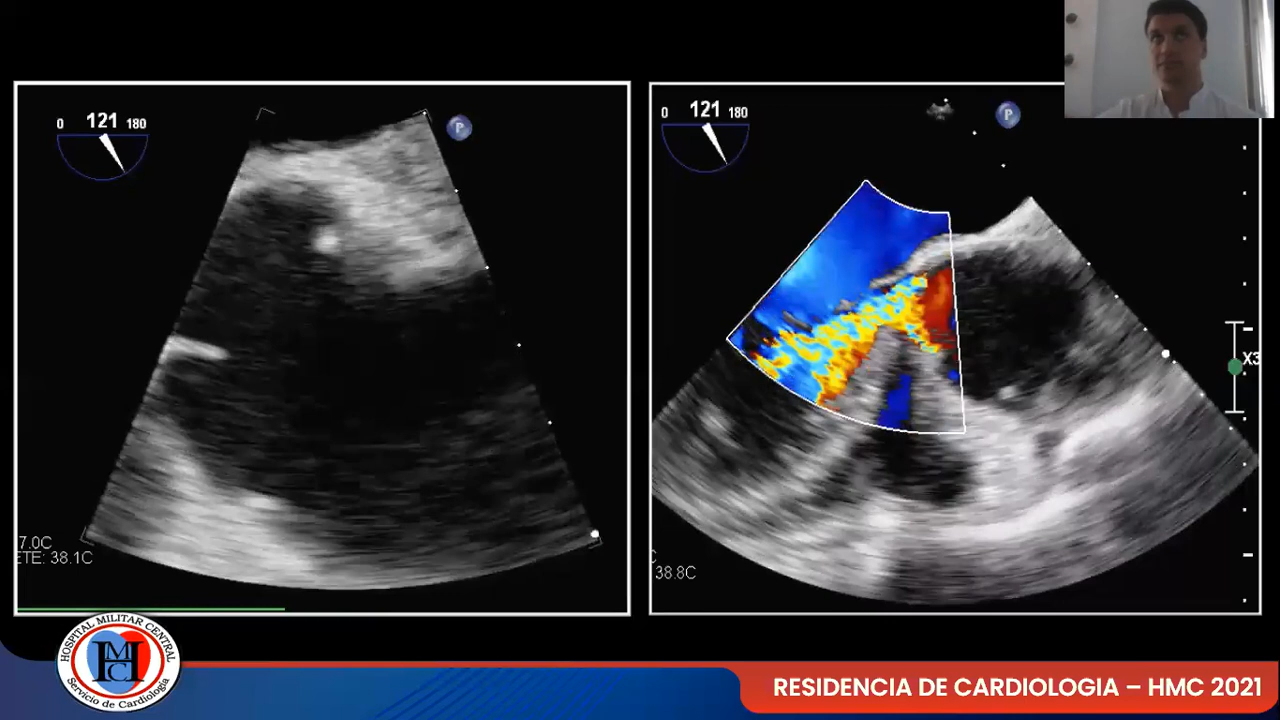 0 121 180
P
7.0C
ETE: 38.1C
0 121 180
P
X3
38.8C
HOSPITAL MILITAR CENTRAL
HMC
Servicio de Cardiología
RESIDENCIA DE CARDIOLOGIA – HMC 2021